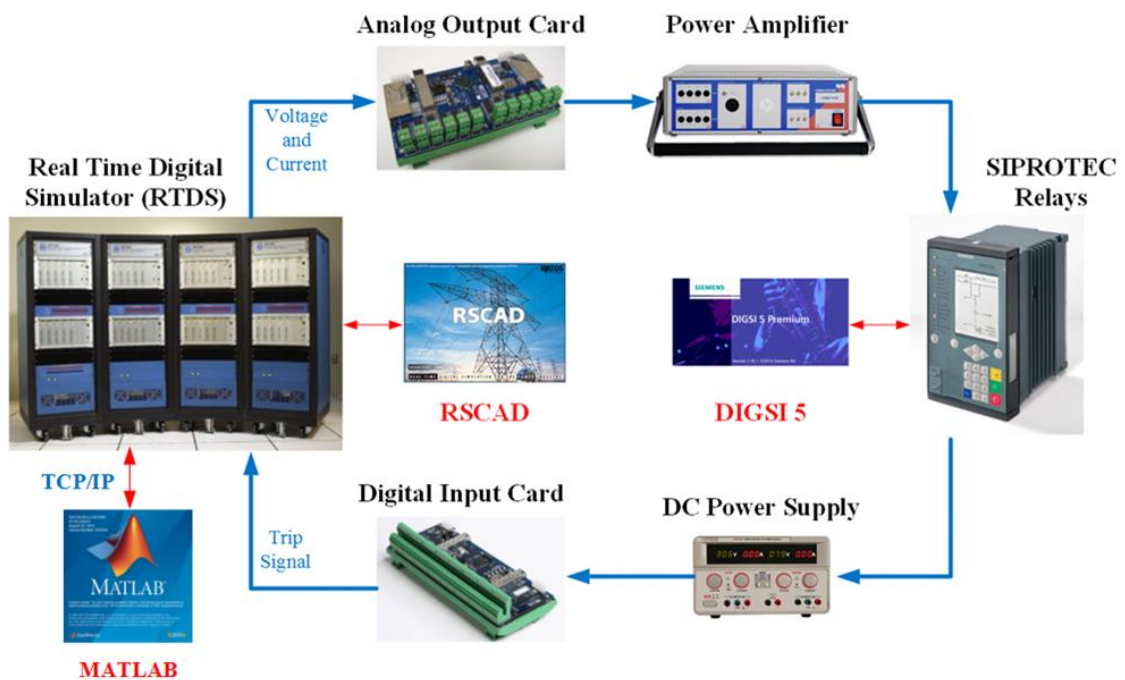 Analog Output Card
Power Amplifier
Voltage
and
Current
Real Time Digital
Simulator (RTDS)
SIPROTEC
Relays
RTDS
RSCAD
SIEMENS
DIGSI 5 Premium
RSCAD
DIGSI 5
TCP/IP
Digital Input Card
DC Power Supply
Trip
Signal
MATLAB
MATLAB